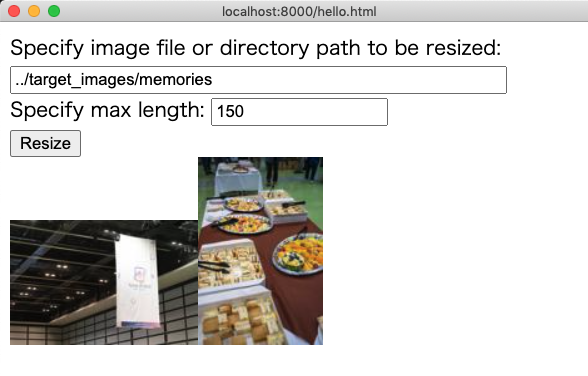 localhost:8000/hello.html
Specify image file or directory path to be resized:
../target_images/memories
Specify max length: 150
Resize